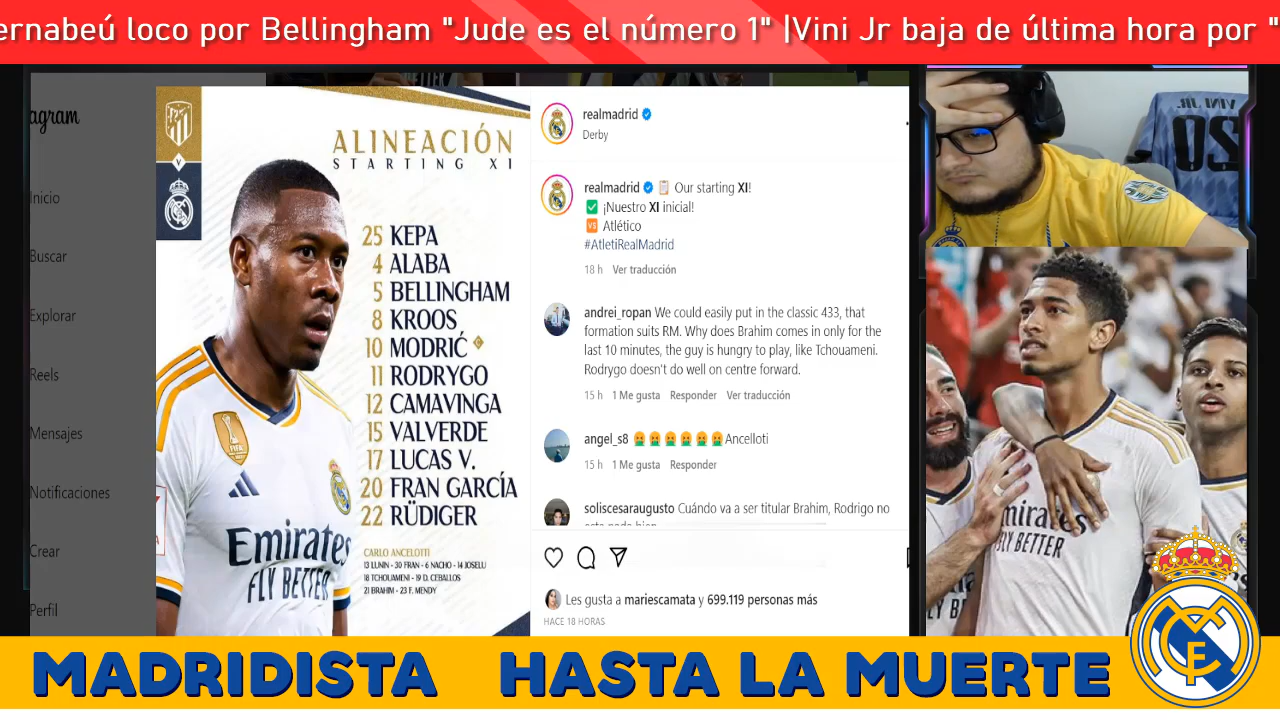 ernabeú loco por Bellingham "Jude es el número 1" |Vini Jr baja de última hora por "
agram
Inicio
Buscar
Explorar
Reels
Mensajes
Notificaciones
Crear
Perfil
V
ALINEACIÓN
STARTING XI
25 KEPA
4 ALABA
5 BELLINGHAM
8 KROOS
10 MODRIĆ C
11 RODRYGO
12 CAMAVINGA
15 VALVERDE
17 LUCAS V.
20 FRAN GARCÍA
22 RÜDIGER
CARLO ANCELOTTI
13 LUNIN - 30 FRAN - 6 NACHO - 14 JOSELU
18 TCHOUAMENI - 19 D. CEBALLOS
21 BRAHIM - 23 F. MENDY
FIFA
Emirates
FLY BETTER
realmadrid
Derby
realmadrid 📋 Our starting XI!
✅ ¡Nuestro XI inicial!
🆚 Atlético
#AtletiRealMadrid
18 h Ver traducción
andrei_ropan We could easily put in the classic 433, that
formation suits RM. Why does Brahim comes in only for the
last 10 minutes, the guy is hungry to play, like Tchouameni.
Rodrygo doesn't do well on centre forward.
15 h 1 Me gusta Responder Ver traducción
angel_s8 🤮🤮🤮🤮🤮🤮Ancelloti
15 h 1 Me gusta Responder
soliscesaraugusto Cuándo va a ser titular Brahim, Rodrigo no
Les gusta a mariescamata y 699.119 personas más
HACE 18 HORAS
VINI JR.
20
Emirates
FLY BETTER
MADRIDISTA HASTA LA MUERTE